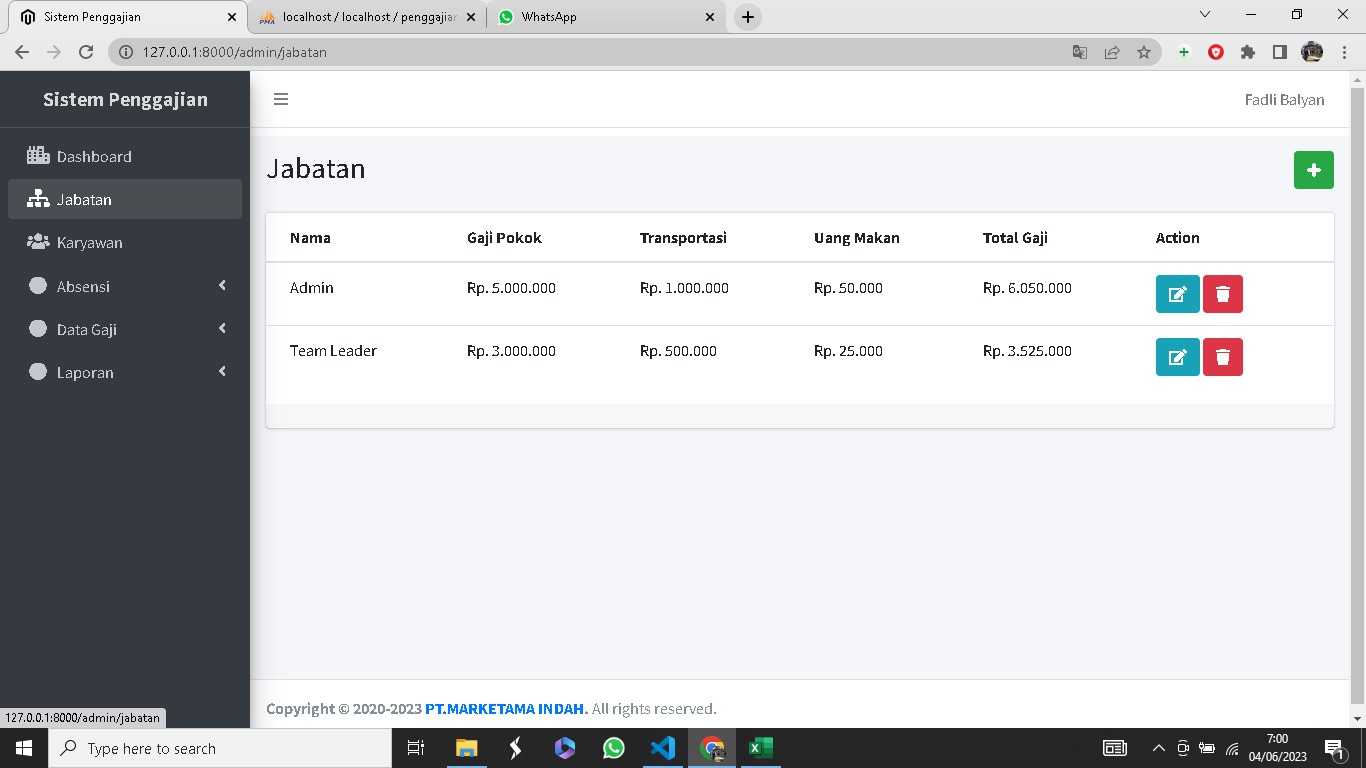 Sistem Penggajian
localhost / localhost / penggajian
WhatsApp
127.0.0.1:8000/admin/jabatan
Sistem Penggajian
Fadli Balyan
Dashboard
Jabatan
Karyawan
Absensi
Data Gaji
Laporan
Jabatan
Nama Gaji Pokok Transportasi Uang Makan Total Gaji Action
Admin Rp. 5.000.000 Rp. 1.000.000 Rp. 50.000 Rp. 6.050.000
Team Leader Rp. 3.000.000 Rp. 500.000 Rp. 25.000 Rp. 3.525.000
Copyright © 2020-2023 PT.MARKETAMA INDAH. All rights reserved.
127.0.0.1:8000/admin/jabatan
Type here to search
7:00
04/06/2023
1